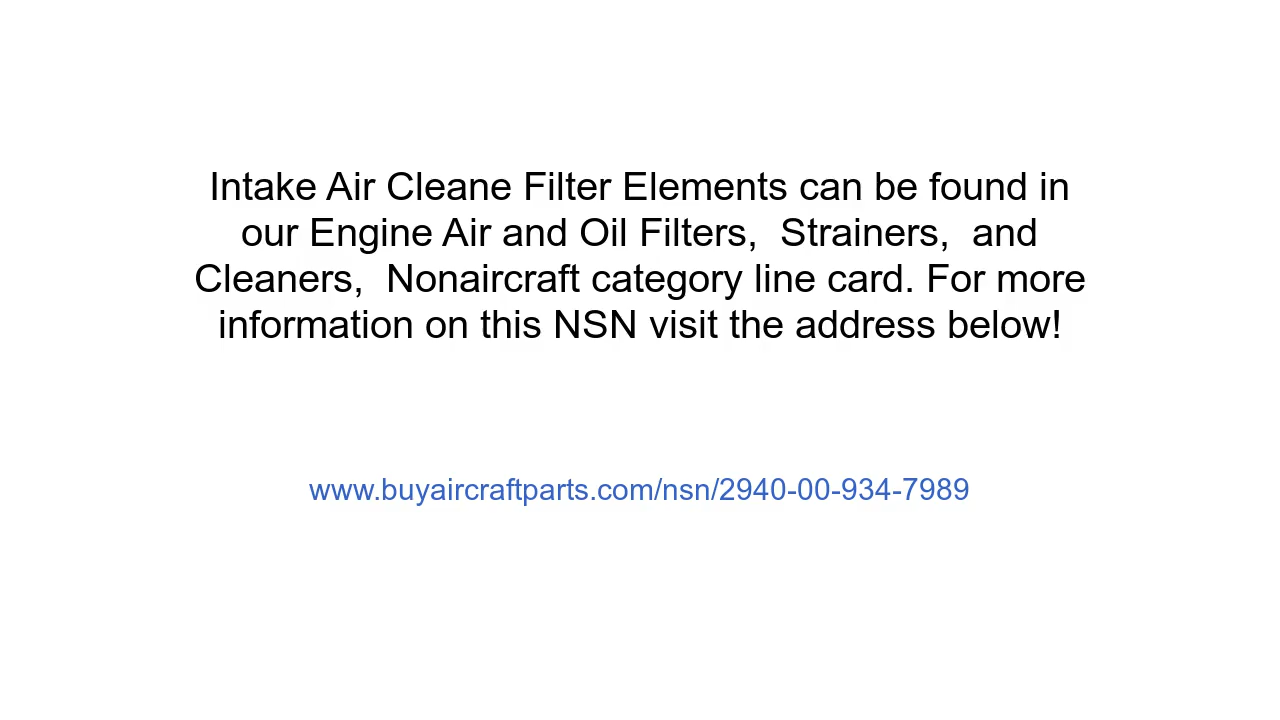 Intake Air Cleane Filter Elements can be found in
our Engine Air and Oil Filters,  Strainers,  and
Cleaners,  Nonaircraft category line card. For more
information on this NSN visit the address below!
www.buyaircraftparts.com/nsn/2940-00-934-7989